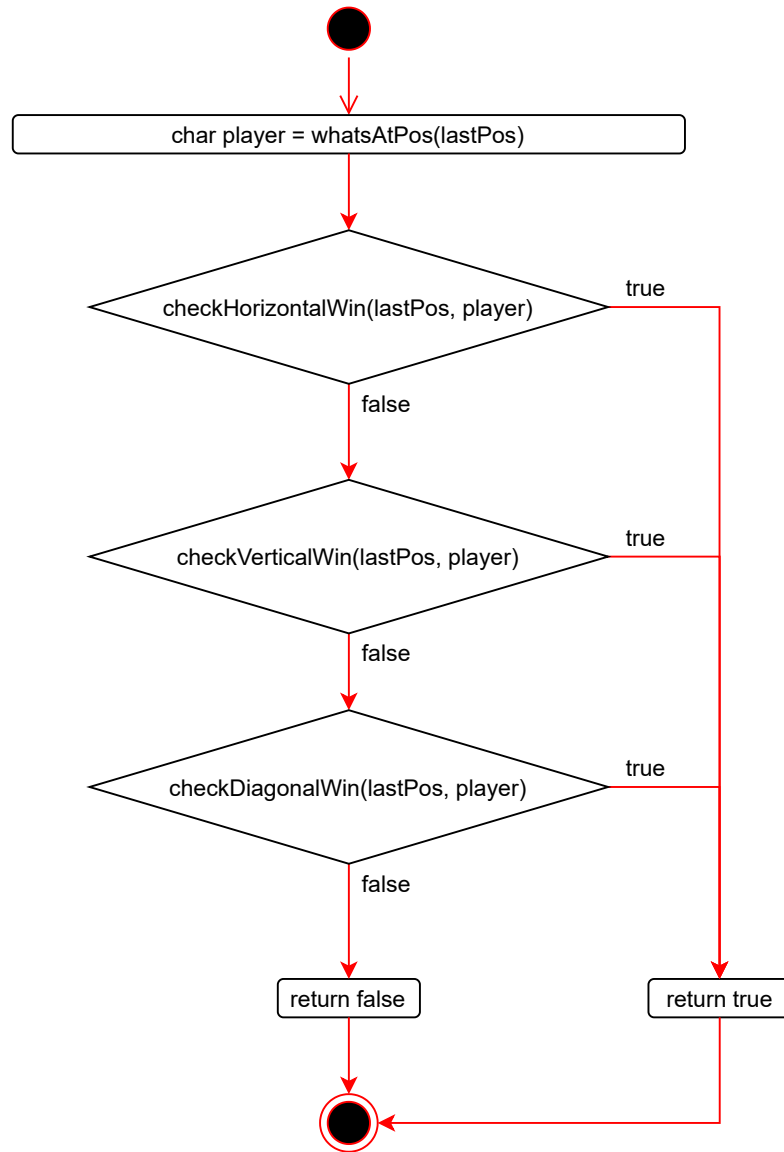 char player = whatsAtPos(lastPos)
checkHorizontalWin(lastPos, player)
true
false
checkVerticalWin(lastPos, player)
true
false
checkDiagonalWin(lastPos, player)
true
false
return false
return true